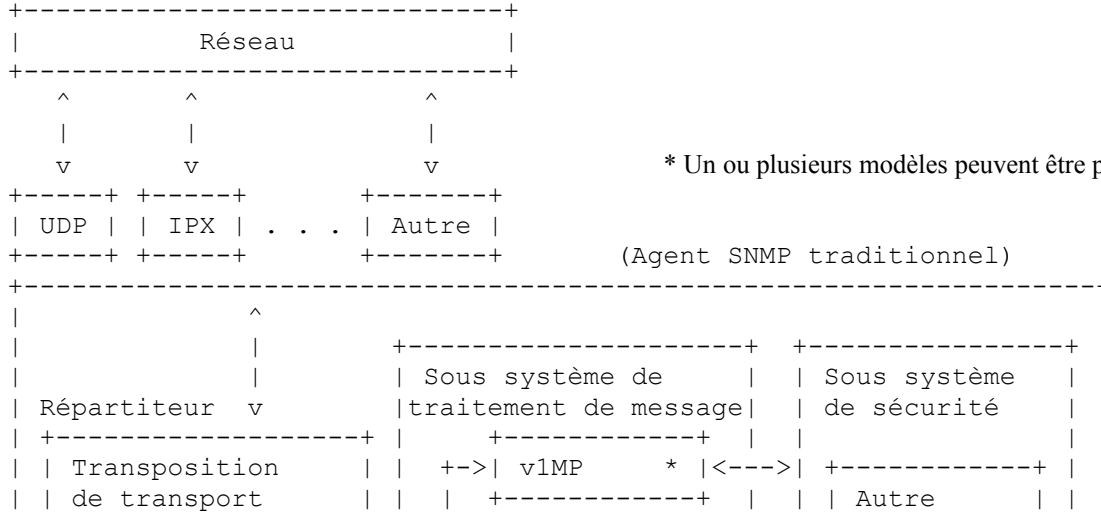 +------------------------------+
|           Réseau             |
+------------------------------+
   ^       ^              ^
   |       |              |
   v       v              v              * Un ou plusieurs modèles peuvent être
+-----+ +-----+       +-------+
| UDP | | IPX | . . . | Autre |
+-----+ +-----+       +-------+       (Agent SNMP traditionnel)
+-------------------------------------------------------------------
|              ^
|              |        +---------------------+  +----------------+
|              |        | Sous système de     |  | Sous système   |
| Répartiteur  v        |traitement de message|  | de sécurité    |
| +-------------------+ |     +------------+  |  |                |
| | Transposition     | |  +->| v1MP     * |<--->| +------------+ |
| | de transport      | |  |  +------------+  |  | | Autre      | |